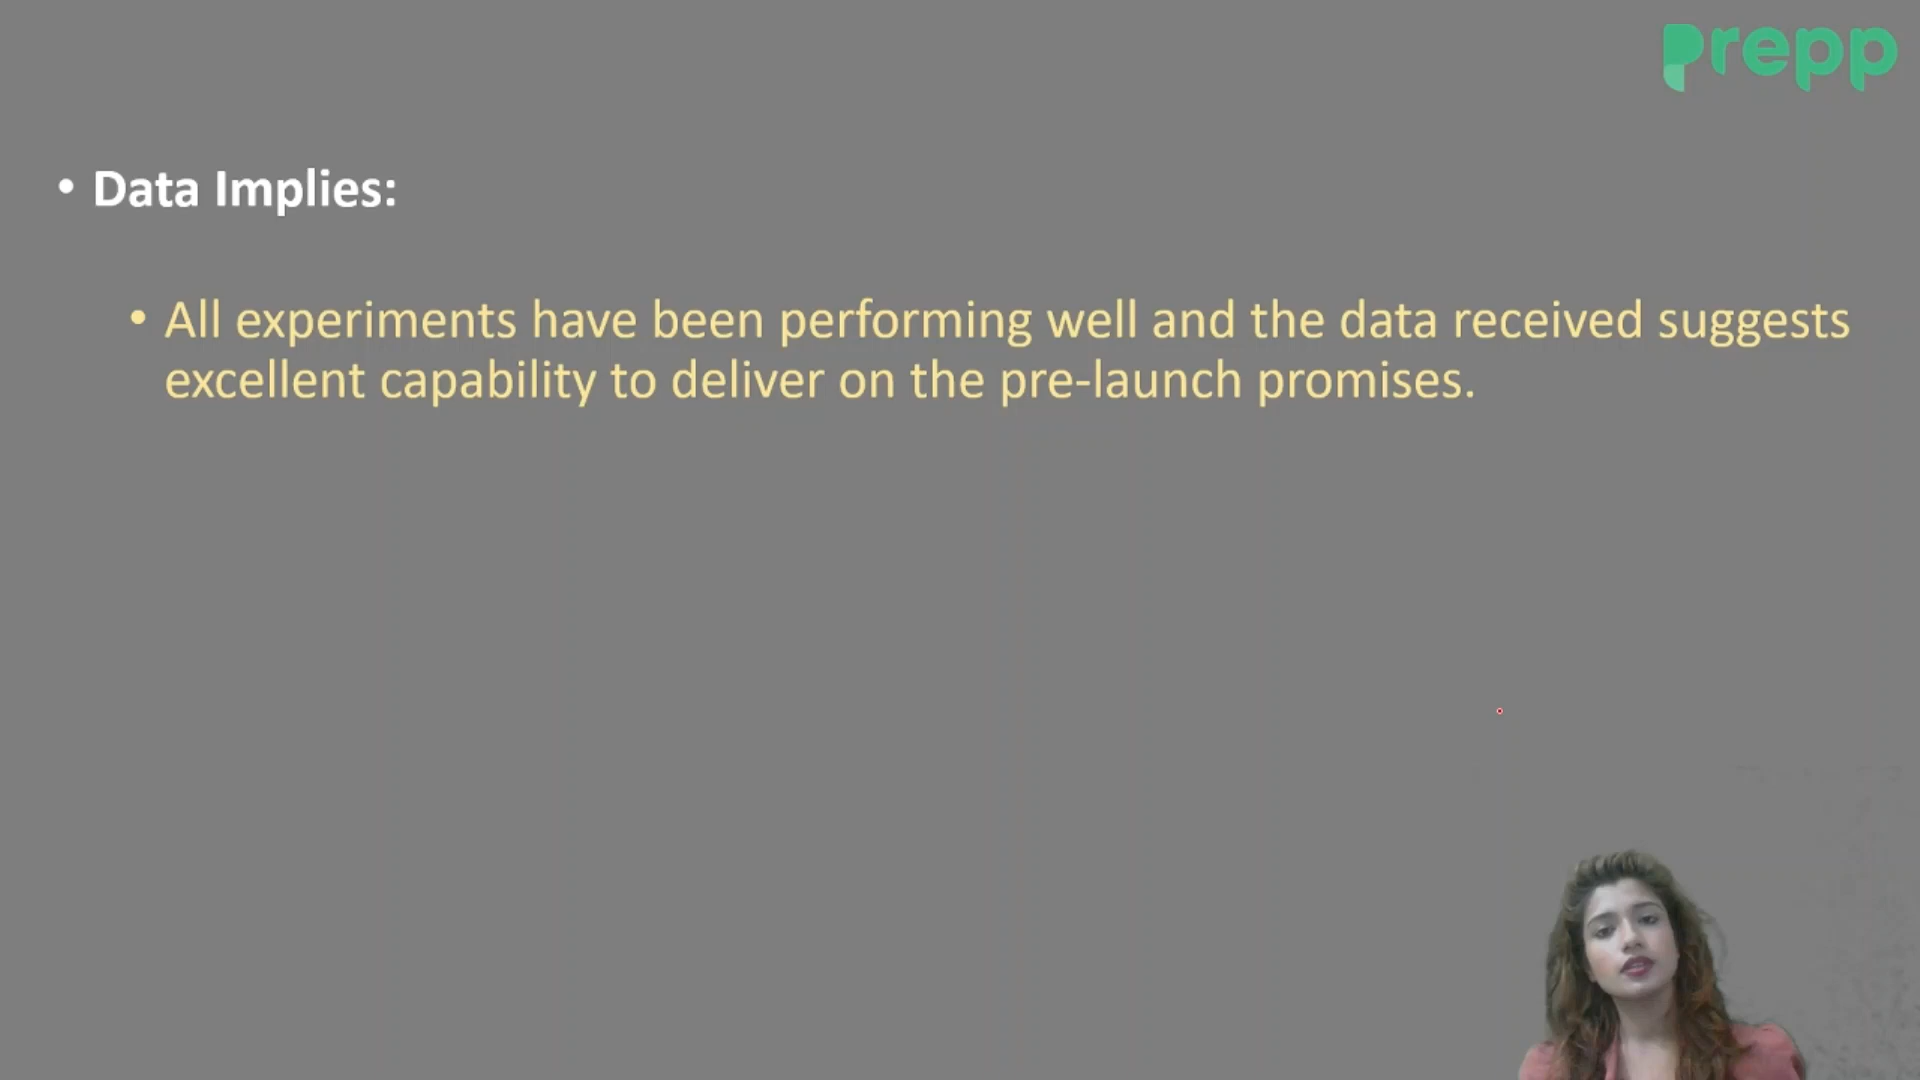 prepp
• Data Implies:
• All experiments have been performing well and the data received suggests
excellent capability to deliver on the pre-launch promises.